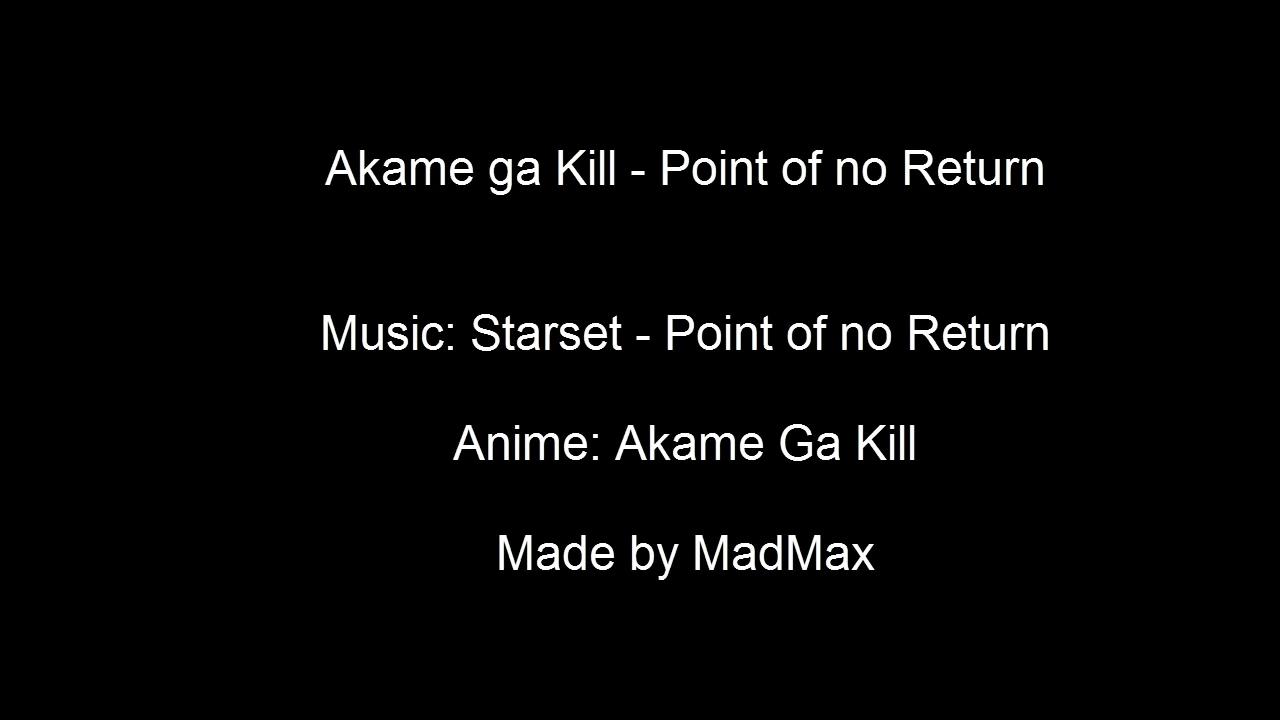 Akame ga Kill - Point of no Return
Music: Starset - Point of no Return
Anime: Akame Ga Kill
Made by MadMax